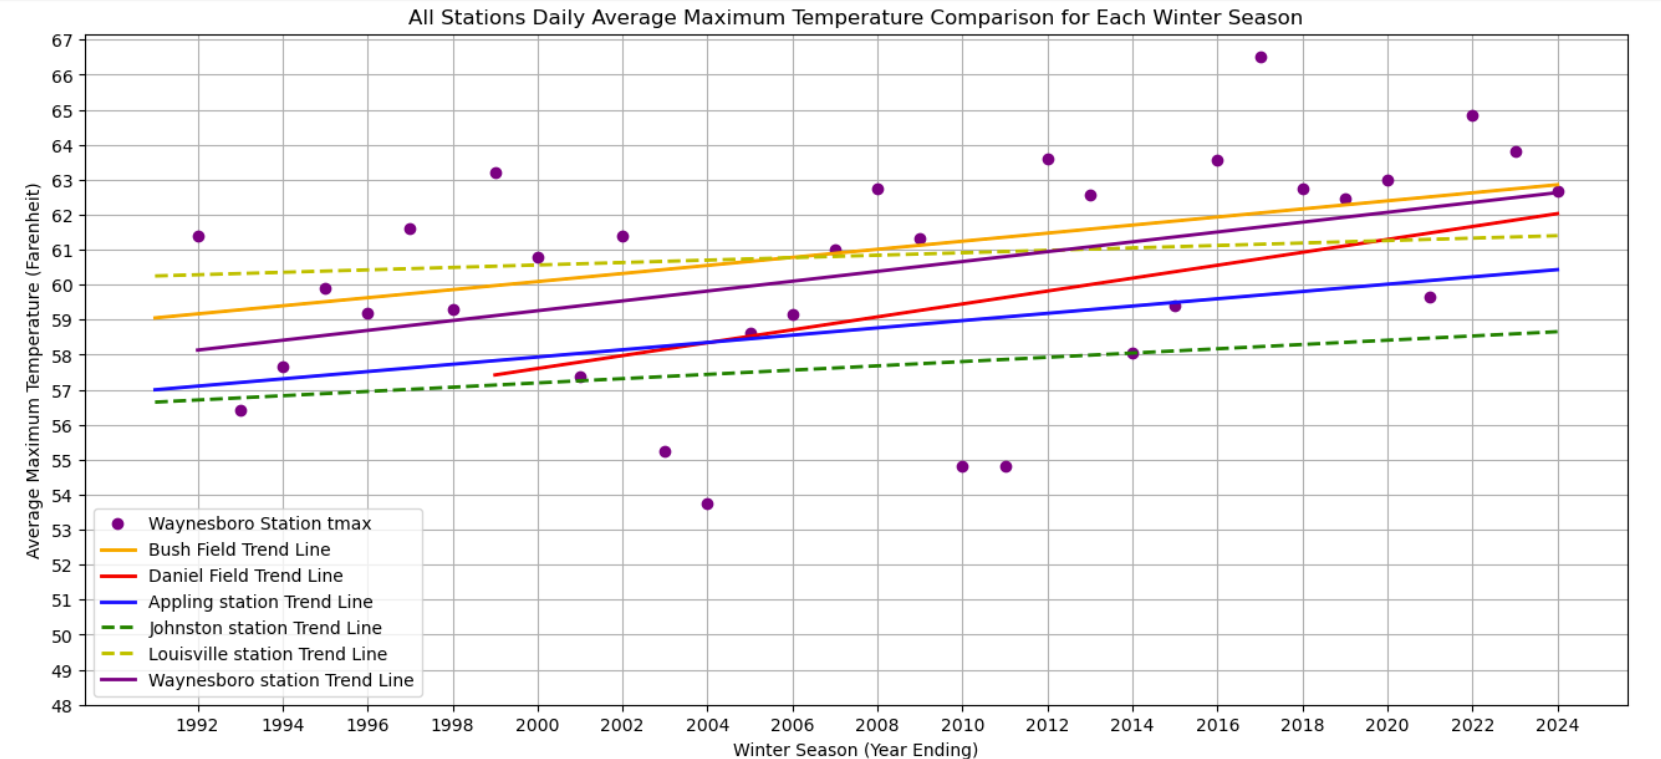 All Stations Daily Average Maximum Temperature Comparison for Each Winter Season
Average Maximum Temperature (Farenheit)
67
66
65
64
63
62
61
60
59
58
57
56
55
54
53
52
51
50
49
48
Waynesboro Station tmax
Bush Field Trend Line
Daniel Field Trend Line
Appling station Trend Line
Johnston station Trend Line
Louisville station Trend Line
Waynesboro station Trend Line
1992 1994 1996 1998 2000 2002 2004 2006 2008 2010 2012 2014 2016 2018 2020 2022 2024
Winter Season (Year Ending)